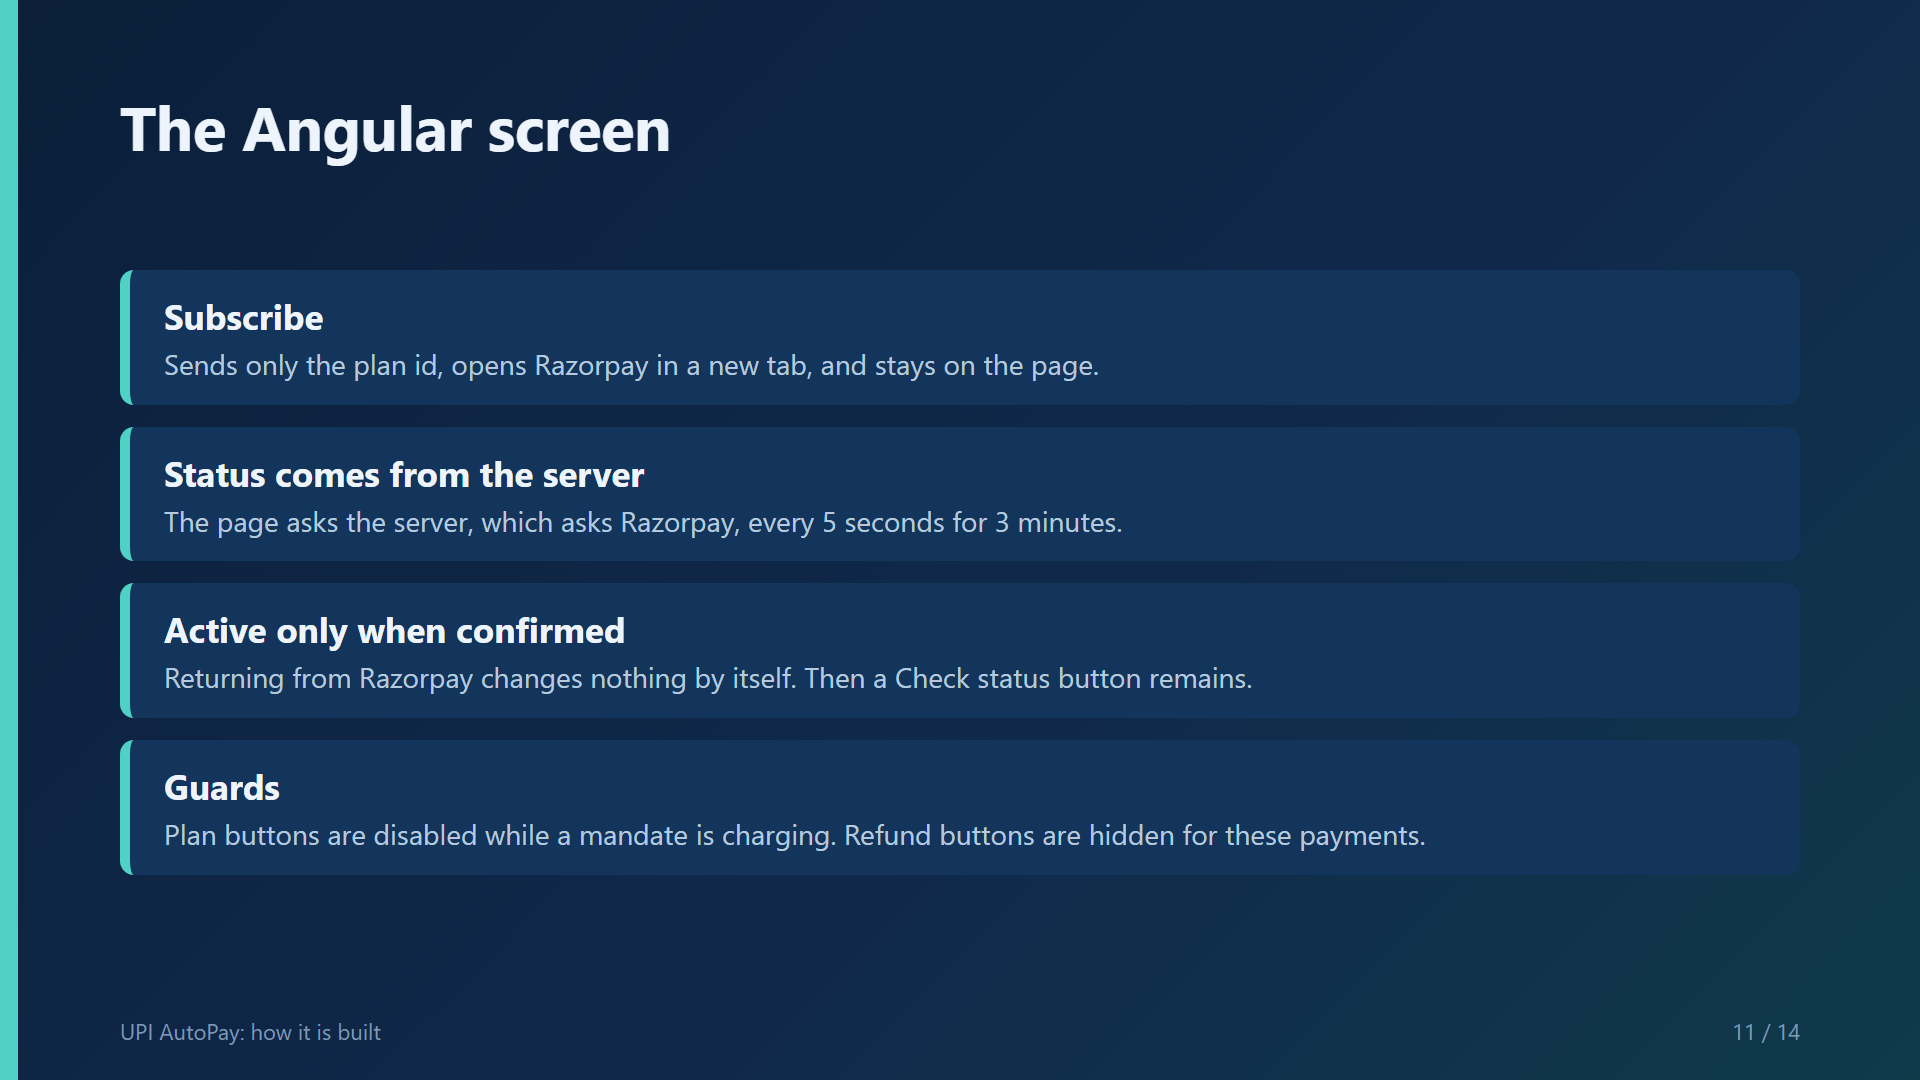 The Angular screen
Subscribe
Sends only the plan id, opens Razorpay in a new tab, and stays on the page.
Status comes from the server
The page asks the server, which asks Razorpay, every 5 seconds for 3 minutes.
Active only when confirmed
Returning from Razorpay changes nothing by itself. Then a Check status button remains.
Guards
Plan buttons are disabled while a mandate is charging. Refund buttons are hidden for these payments.
UPI AutoPay: how it is built
11 / 14